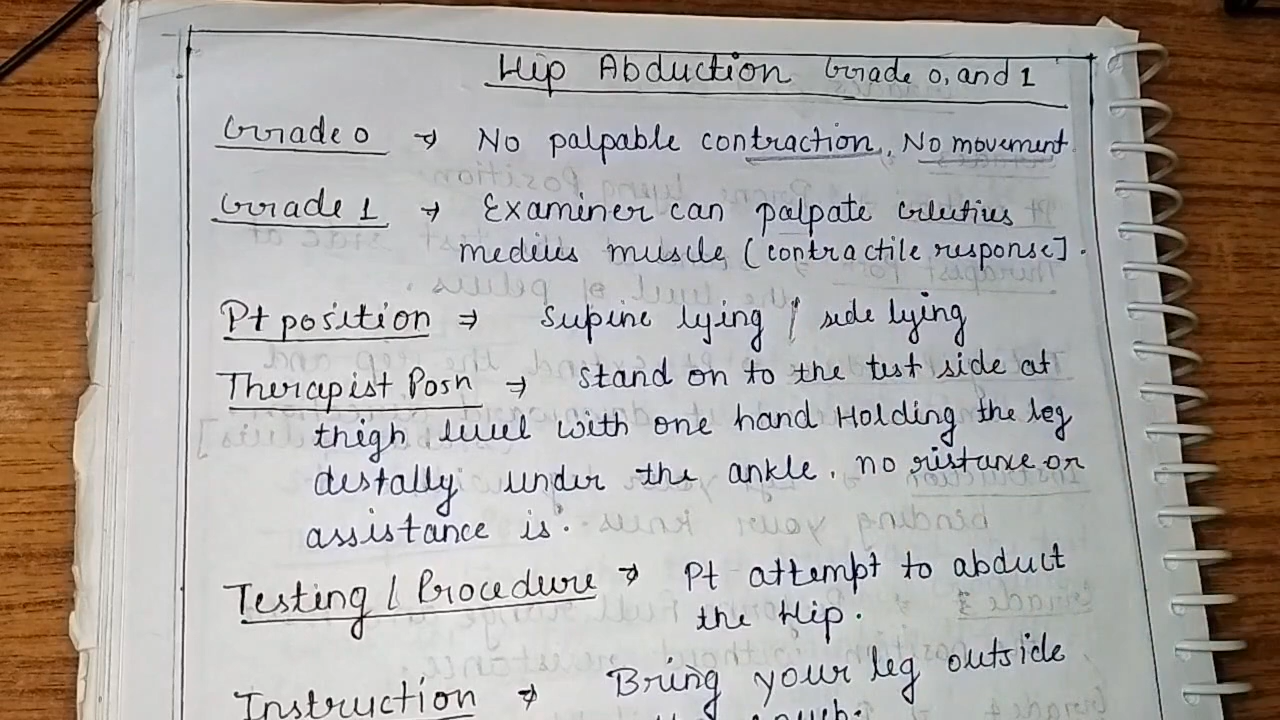 Hip Abduction Grade 0, and 1
Grade 0 → No palpable contraction, No movement
Grade 1 → Examiner can palpate Glutius
medius muscle (contractile response].
Pt position ⇒ Supine lying / side lying
Therapist Posn → Stand on to the test side at
thigh level with one hand Holding the leg
destally under the ankle. no ristance or
assistance is.
Testing / Procedure → Pt attempt to abduct
the Hip.
Instruction → Bring your leg outside